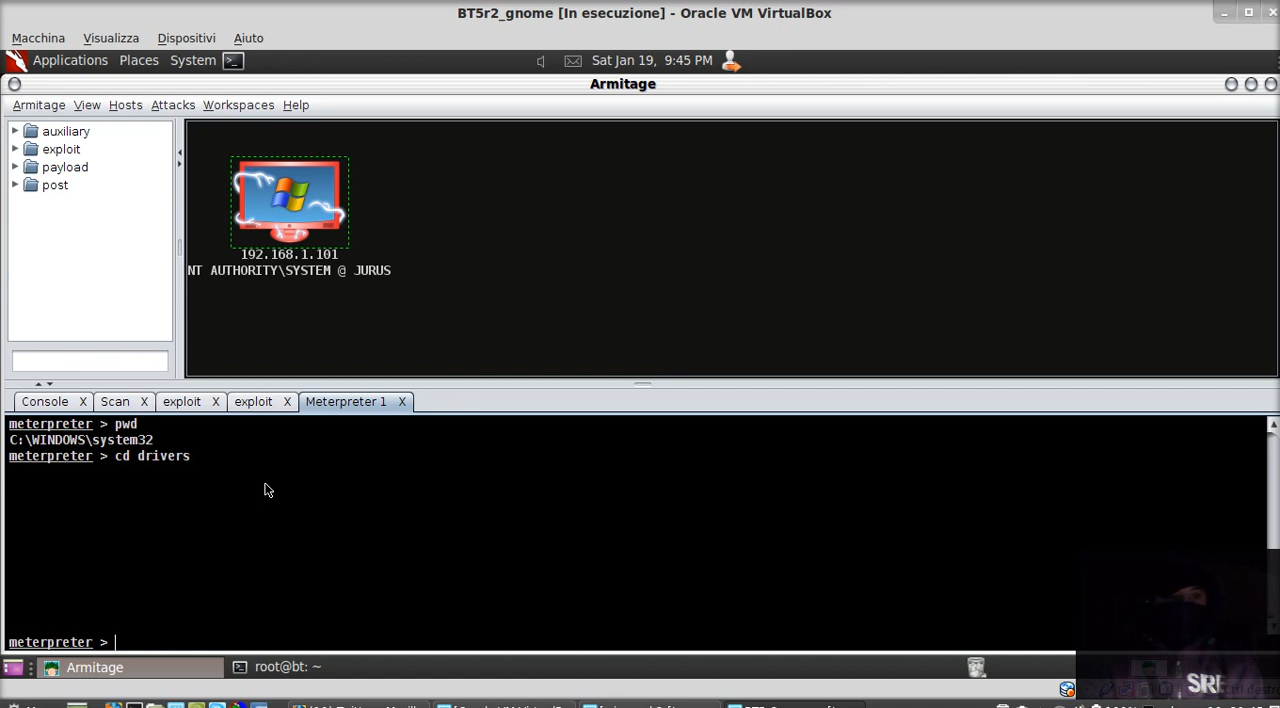 BT5r2_gnome [In esecuzione] - Oracle VM VirtualBox
Macchina Visualizza Dispositivi Aiuto
Applications Places System Sat Jan 19, 9:45 PM
Armitage
Armitage View Hosts Attacks Workspaces Help
auxiliary
exploit
payload
post
192.168.1.101
NT AUTHORITY\SYSTEM @ JURUS
Console X Scan X exploit X exploit X Meterpreter 1 X
meterpreter > pwd
C:\WINDOWS\system32
meterpreter > cd drivers
meterpreter >
Armitage root@bt: ~